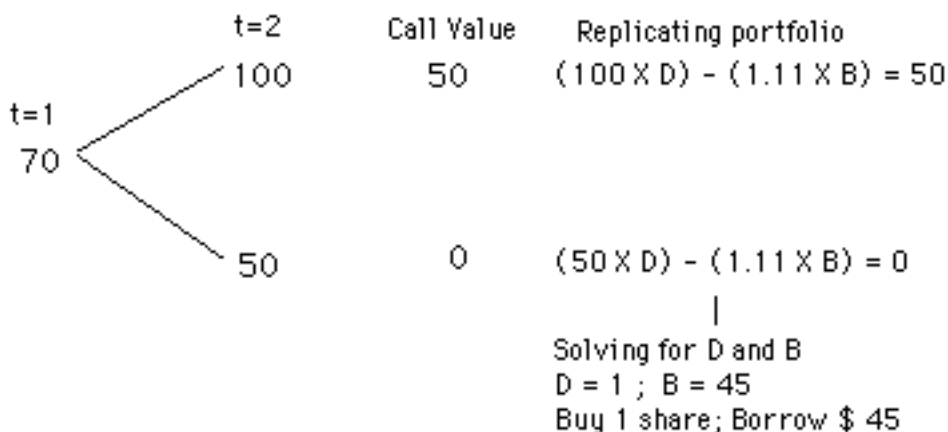 t=2 Call Value Replicating portfolio
100 50 (100 X D) - (1.11 X B) = 50
t=1
70
50 0 (50 X D) - (1.11 X B) = 0
Solving for D and B
D = 1 ; B = 45
Buy 1 share; Borrow $ 45